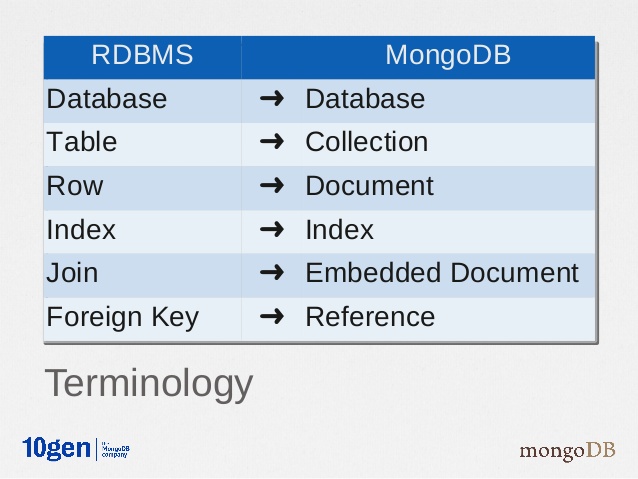 RDBMS MongoDB
Database ➜ Database
Table ➜ Collection
Row ➜ Document
Index ➜ Index
Join ➜ Embedded Document
Foreign Key ➜ Reference
Terminology
10gen the MongoDB company
mongoDB